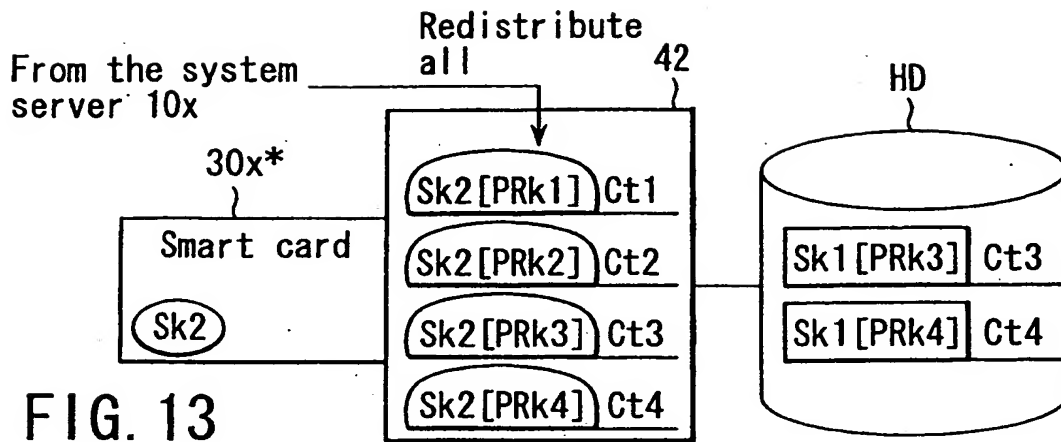 Redistribute
all
From the system
server 10x
42
HD
30x*
Smart card
Sk2
Sk2[PRk1] Ct1
Sk2[PRk2] Ct2
Sk2[PRk3] Ct3
Sk2[PRk4] Ct4
Sk1[PRk3] Ct3
Sk1[PRk4] Ct4
FIG. 13